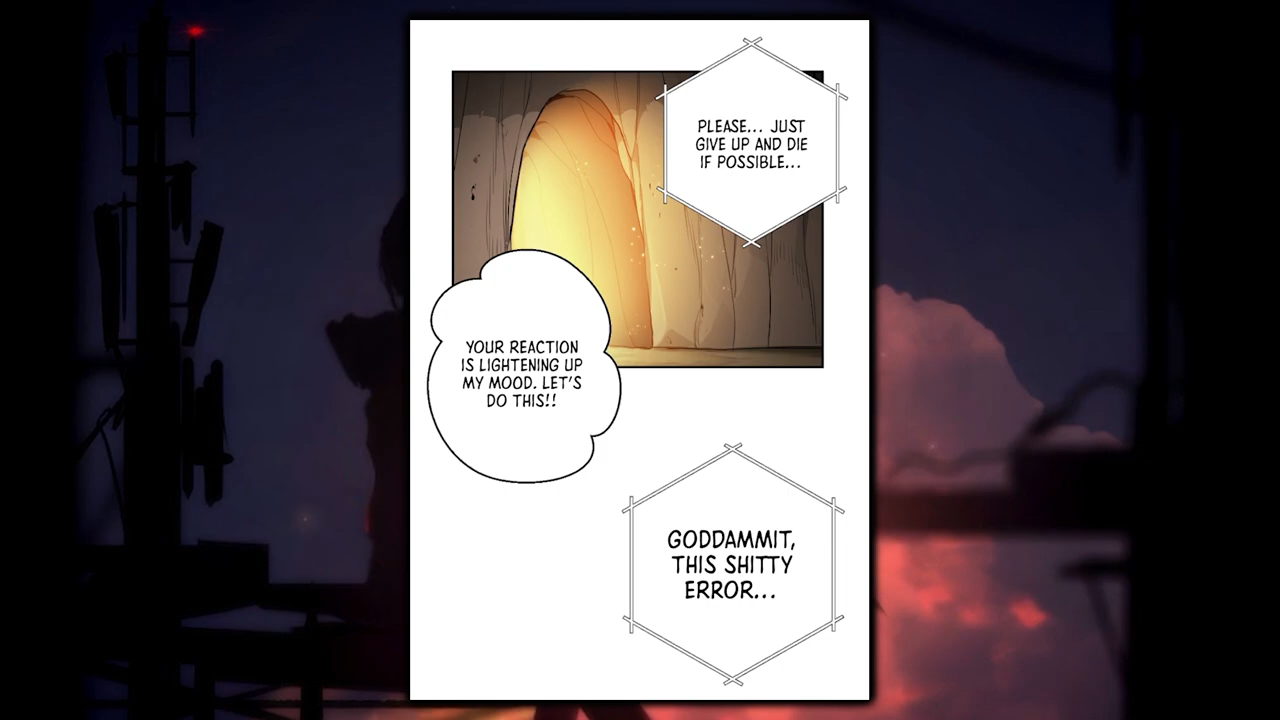 PLEASE... JUST
GIVE UP AND DIE
IF POSSIBLE...
YOUR REACTION
IS LIGHTENING UP
MY MOOD. LET'S
DO THIS!!
GODDAMMIT,
THIS SHITTY
ERROR...